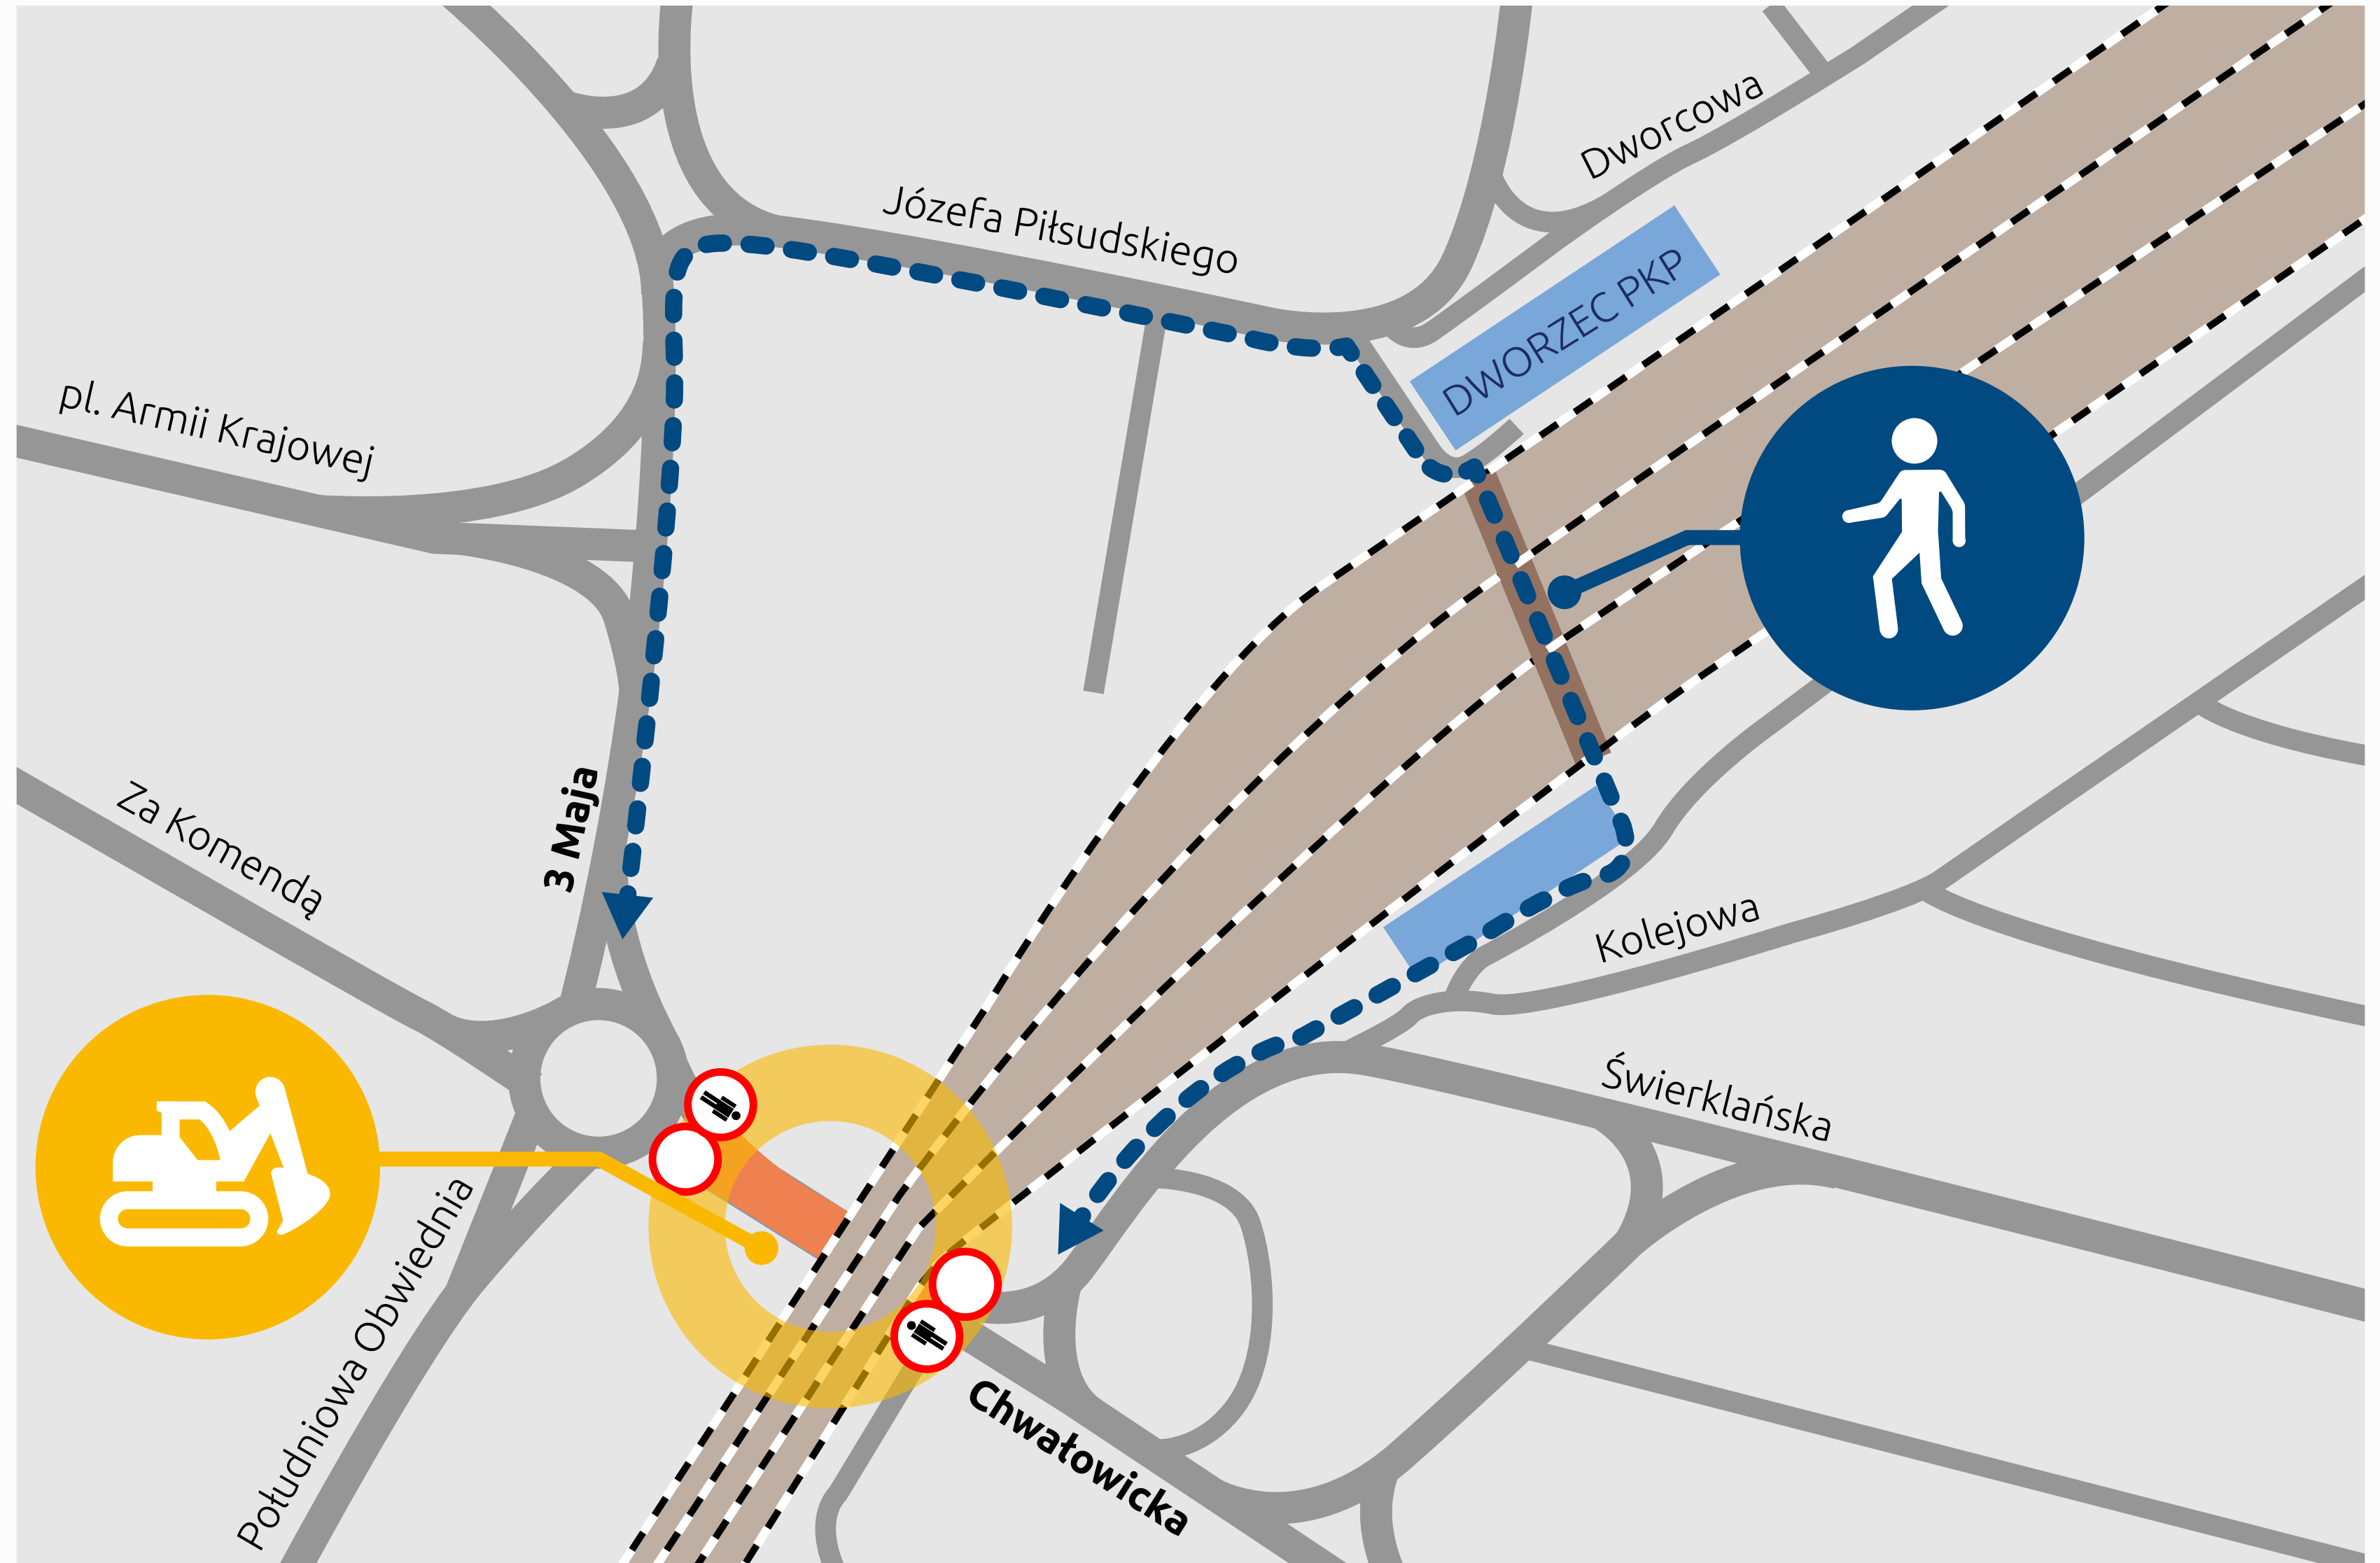 Dworcowa
Józefa Piłsudskiego
DWORZEC PKP
pl. Armii Krajowej
3 Maja
Za Komendą
Kolejowa
Świerklańska
Południowa Obwiednia
Chwałowicka